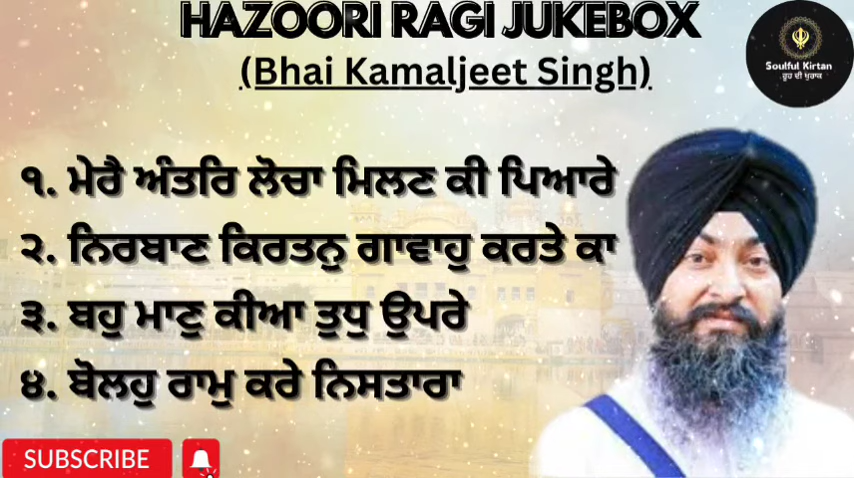 HAZOORI RAGI JUKEBOX
(Bhai Kamaljeet Singh)
Soulful Kirtan
ਰੂਹ ਦੀ ਖੁਰਾਕ
੧. ਮੇਰੈ ਅੰਤਰਿ ਲੋਚਾ ਮਿਲਣ ਕੀ ਪਿਆਰੇ
੨. ਨਿਰਬਾਣ ਕਿਰਤਨੁ ਗਾਵਾਹੁ ਕਰਤੇ ਕਾ
੩. ਬਹੁ ਮਾਣੁ ਕੀਆ ਤੁਧੁ ਉਪਰੇ
੪. ਬੋਲਹੁ ਰਾਮੁ ਕਰੇ ਨਿਸਤਾਰਾ
SUBSCRIBE